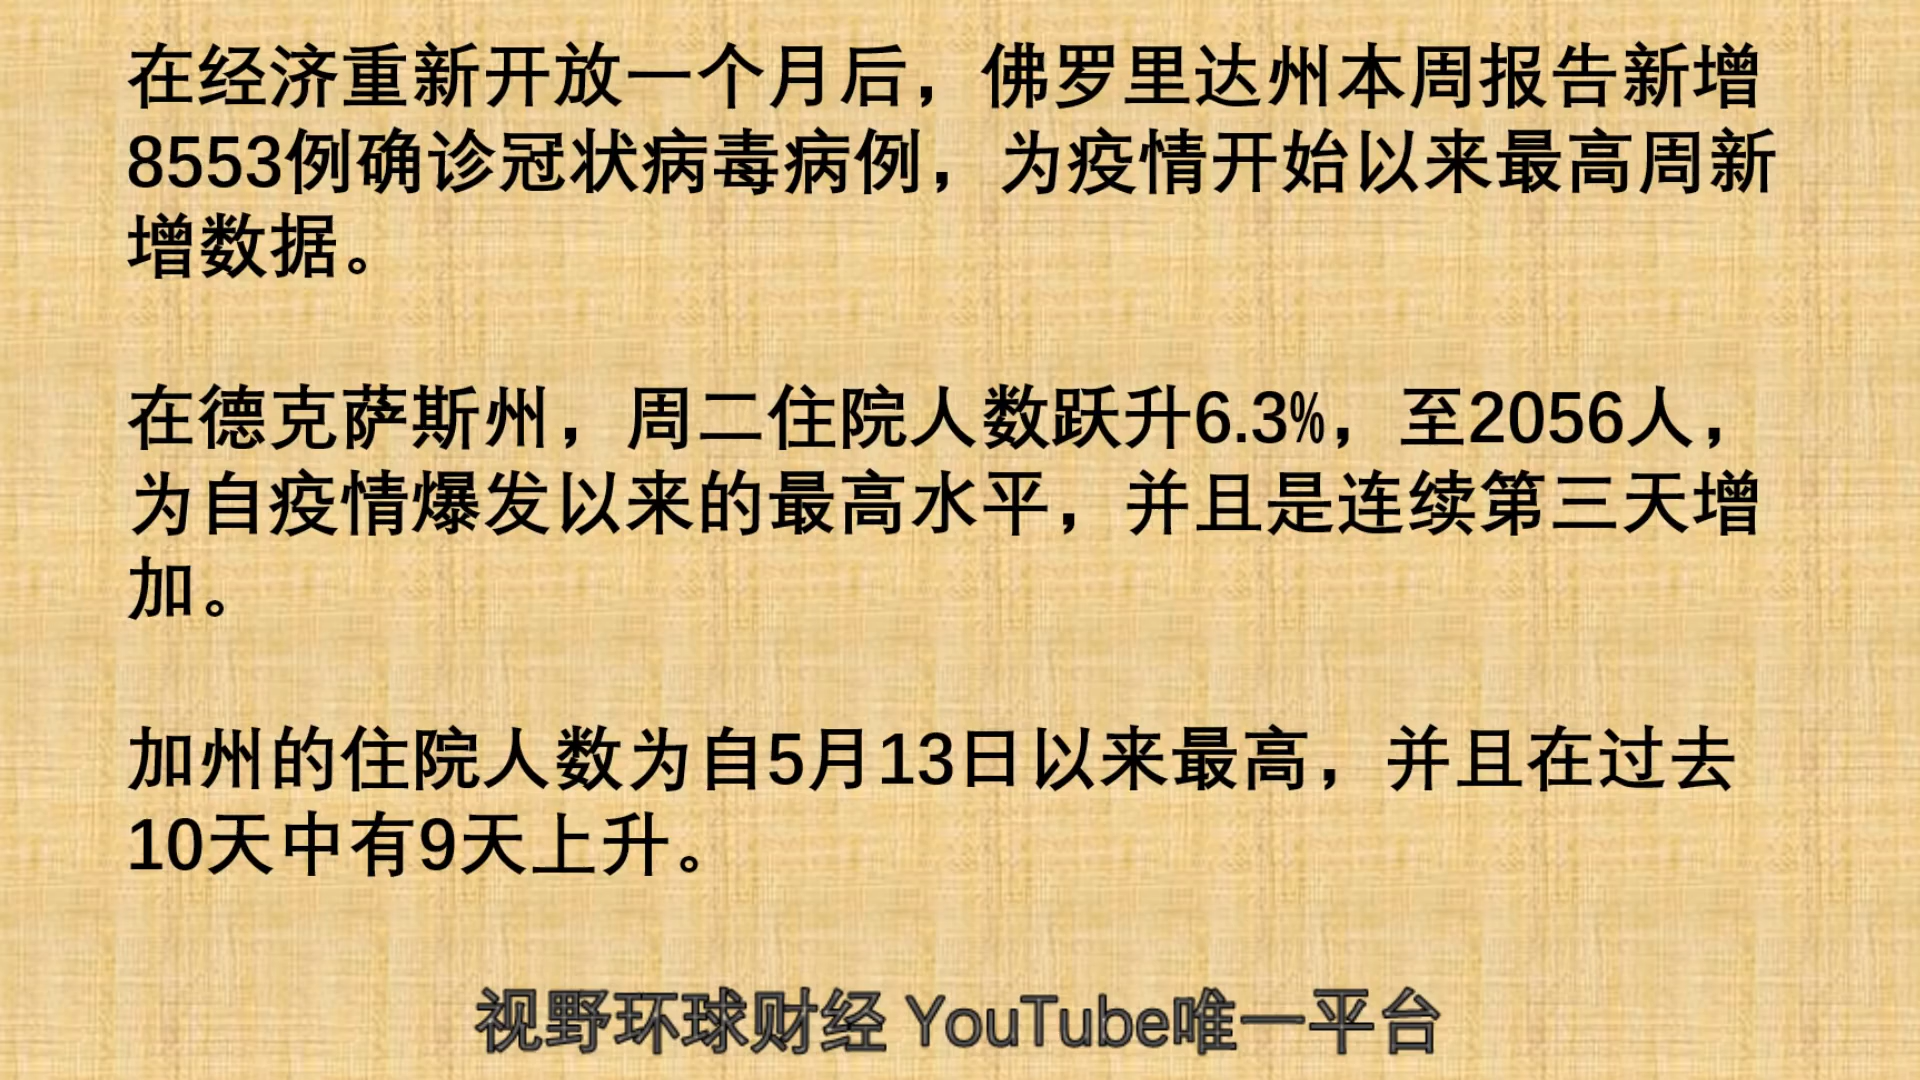 在经济重新开放一个月后，佛罗里达州本周报告新增
8553例确诊冠状病毒病例，为疫情开始以来最高周新
增数据。
在德克萨斯州，周二住院人数跃升6.3%，至2056人，
为自疫情爆发以来的最高水平，并且是连续第三天增
加。
加州的住院人数为自5月13日以来最高，并且在过去
10天中有9天上升。
视野环球财经 YouTube唯一平台